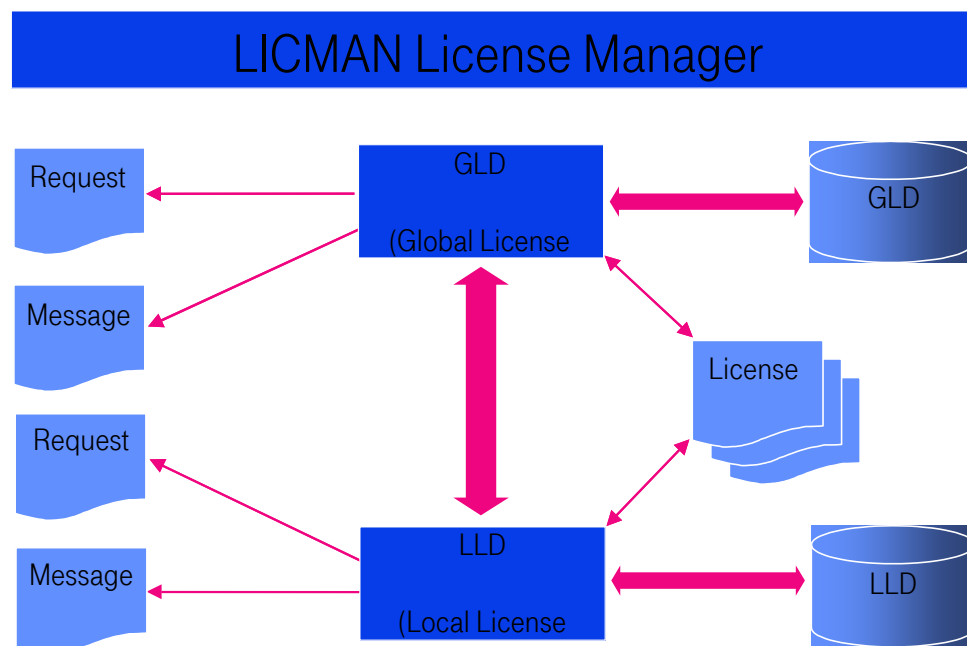 LICMAN License Manager
Request
GLD
(Global License
GLD
Message
License
Request
LLD
(Local License
LLD
Message